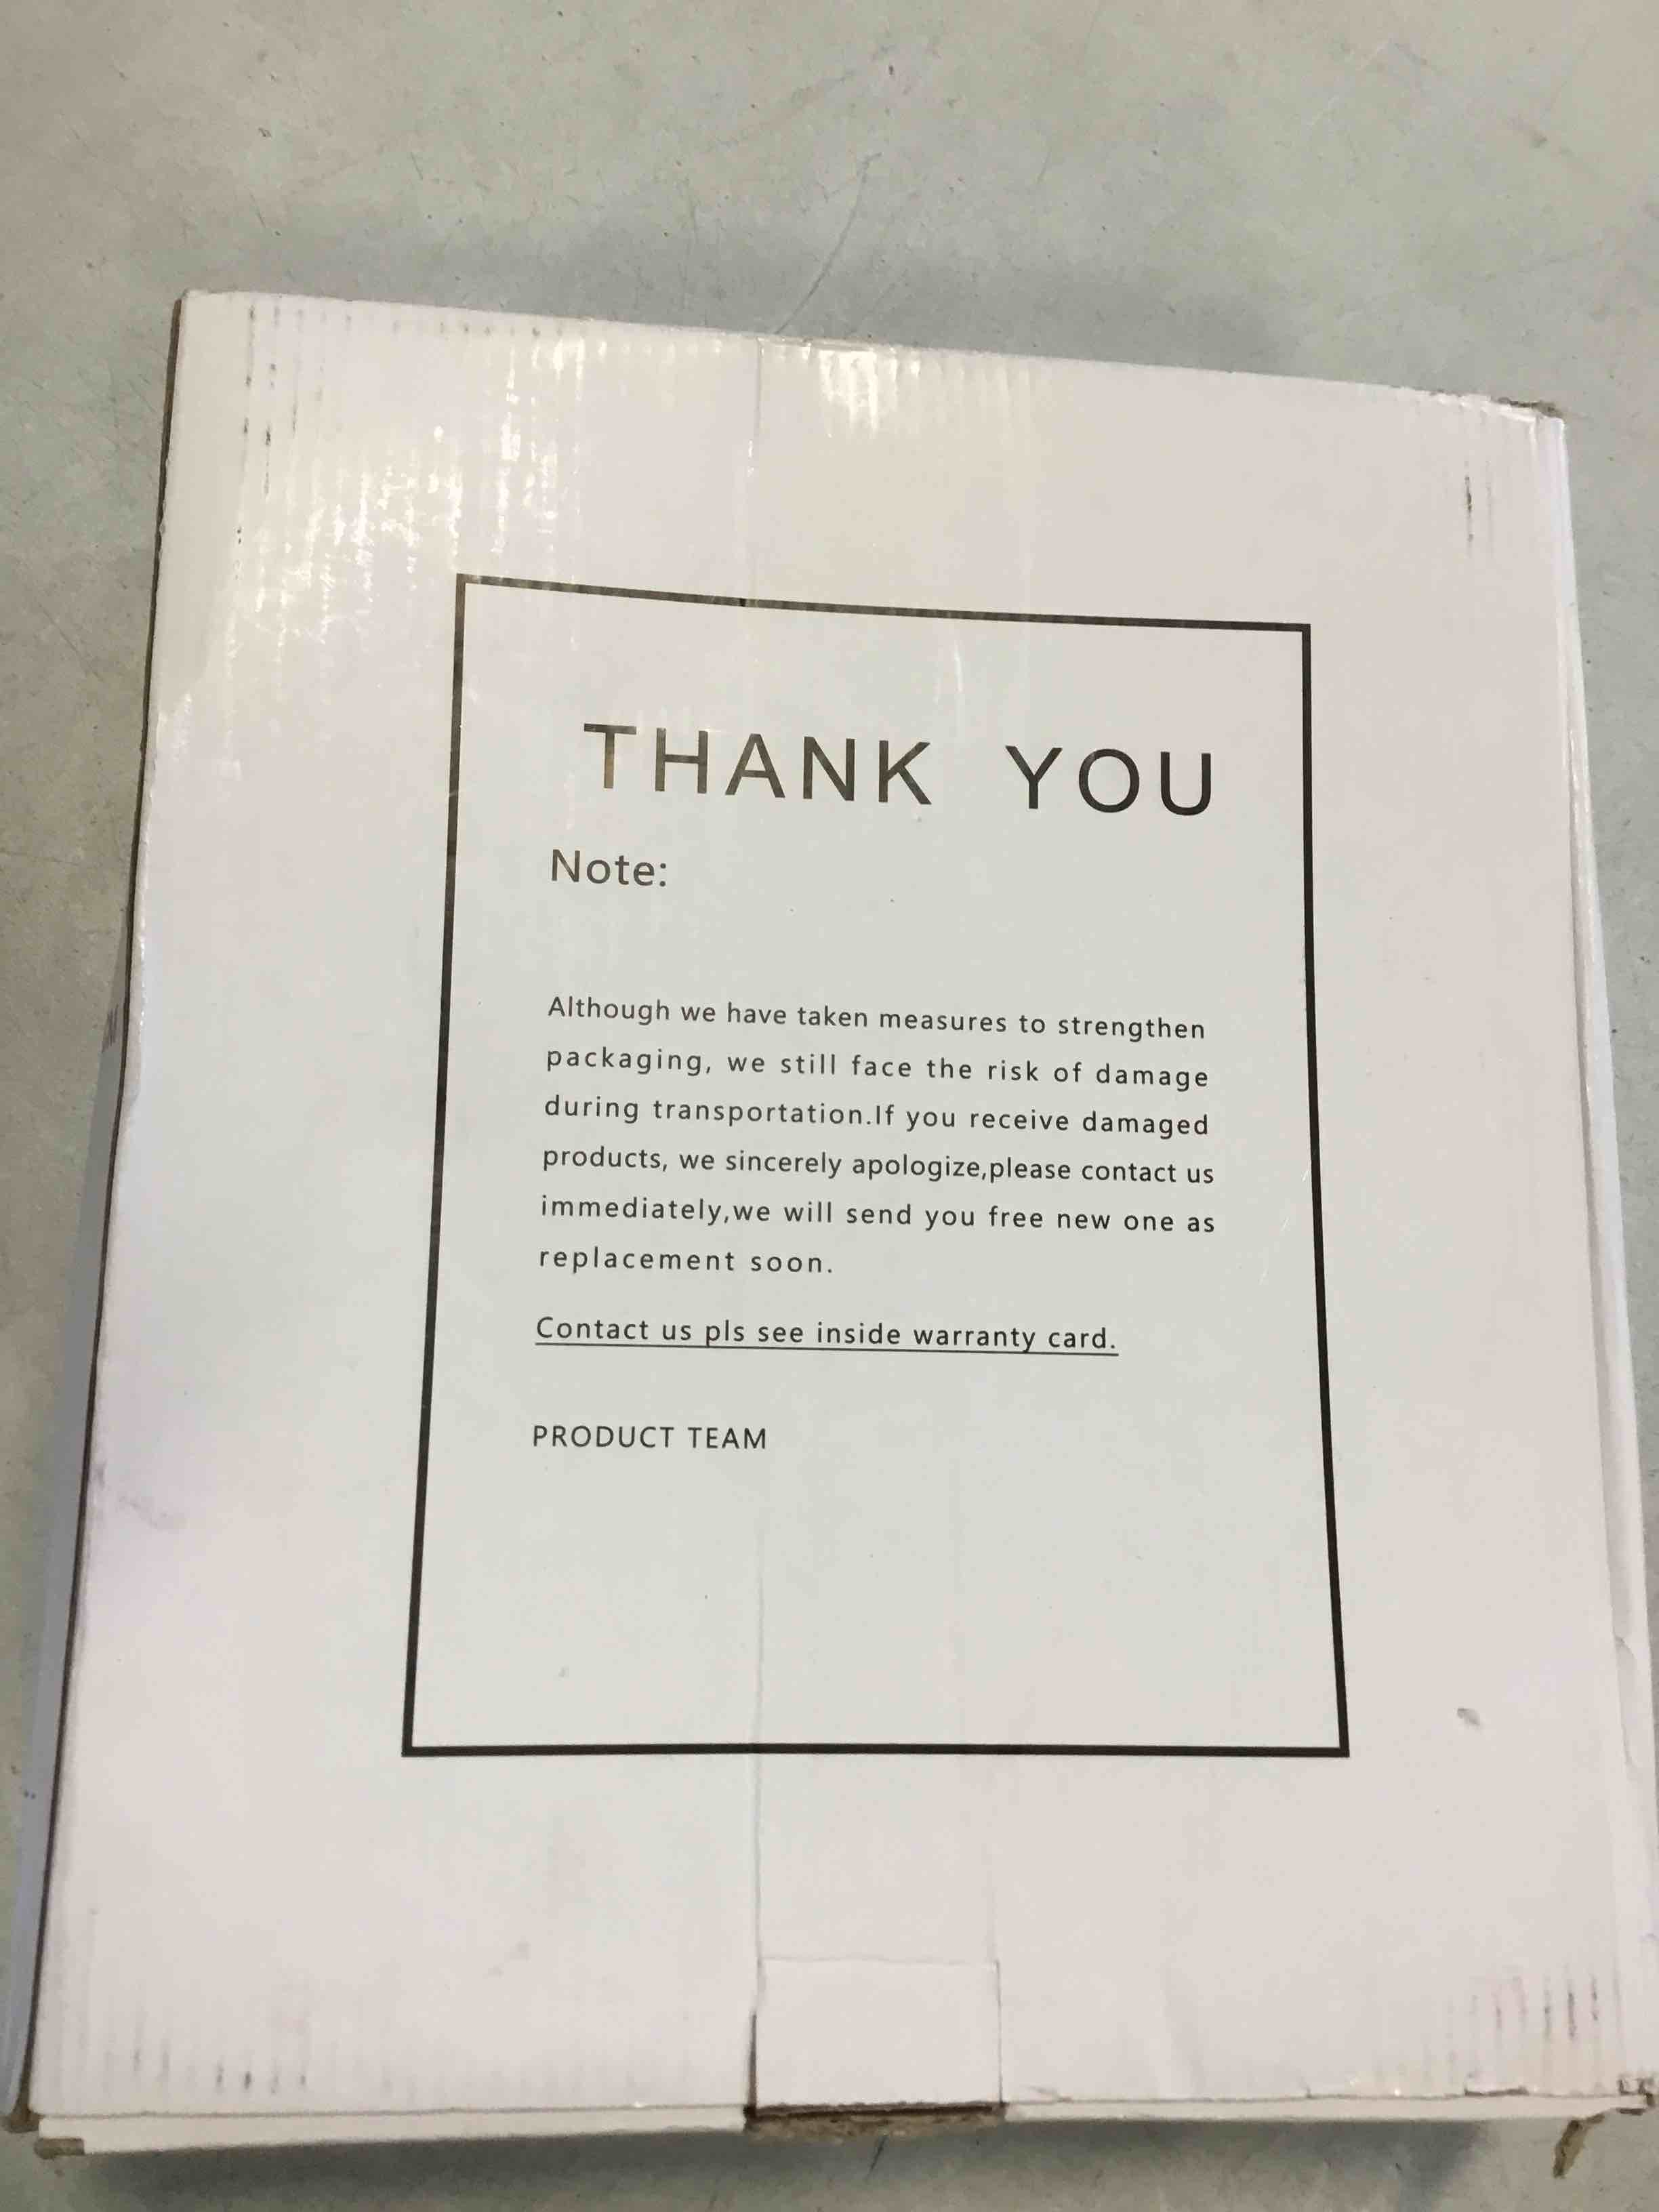 THANK YOU
Note:
Although we have taken measures to strengthen
packaging, we still face the risk of damage
during transportation.If you receive damaged
products, we sincerely apologize,please contact us
immediately,we will send you free new one as
replacement soon.
Contact us pls see inside warranty card.
PRODUCT TEAM